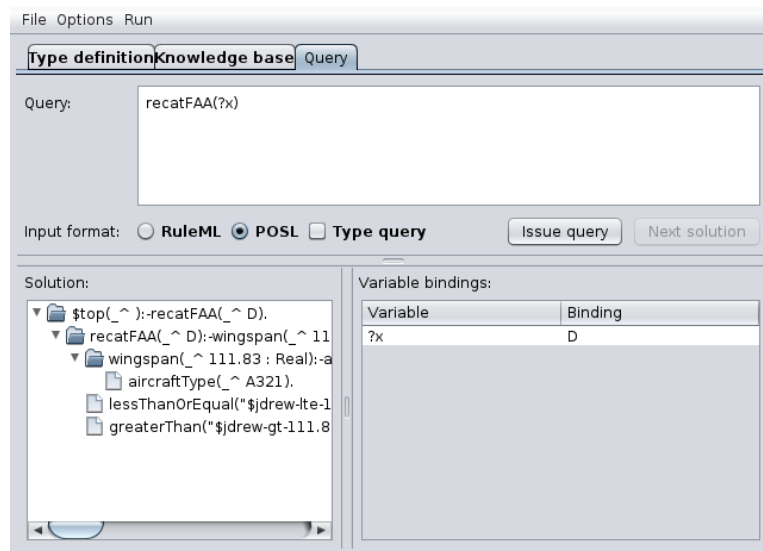 File Options Run
Type definition Knowledge base Query
Query: recatFAA(?x)
Input format: RuleML POSL Type query Issue query Next solution
Solution: Variable bindings:
$top(_^ ):-recatFAA(_^ D). Variable Binding
recatFAA(_^ D):-wingspan(_^ 11 ?x D
wingspan(_^ 111.83 : Real):-a
aircraftType(_^ A321).
lessThanOrEqual("$jdrew-lte-1
greaterThan("$jdrew-gt-111.8